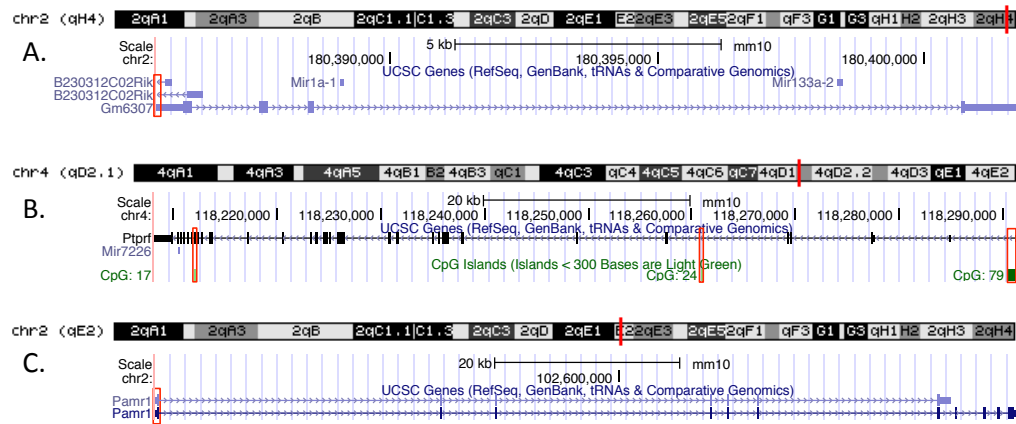 chr2 (qH4) 2qA1 2qA3 2qB 2qC1.1 C1.3 2qC3 2qD 2qE1 E2 2qE3 2qE5 2qF1 qF3 G1 G3 qH1 H2 2qH3 2qH4
A.
Scale 5 kb mm10
chr2: 180,390,000 180,395,000 180,400,000
UCSC Genes (RefSeq, GenBank, tRNAs & Comparative Genomics)
B230312C02Rik Mir1a-1 Mir133a-2
B230312C02Rik
Gm6307
chr4 (qD2.1) 4qA1 4qA3 4qA5 4qB1 B2 4qB3 qC1 4qC3 qC4 4qC5 4qC6 qC7 4qD1 4qD2.2 4qD3 qE1 4qE2
B.
Scale 20 kb mm10
chr4: 118,220,000 118,230,000 118,240,000 118,250,000 118,260,000 118,270,000 118,280,000 118,290,000
UCSC Genes (RefSeq, GenBank, tRNAs & Comparative Genomics)
Ptprf
Mir7226
CpG Islands (Islands < 300 Bases are Light Green)
CpG: 17 CpG: 24 CpG: 79
chr2 (qE2) 2qA1 2qA3 2qB 2qC1.1 C1.3 2qC3 2qD 2qE1 E2 2qE3 2qE5 2qF1 qF3 G1 G3 qH1 H2 2qH3 2qH4
C.
Scale 20 kb mm10
chr2: 102,600,000
UCSC Genes (RefSeq, GenBank, tRNAs & Comparative Genomics)
Pamr1
Pamr1